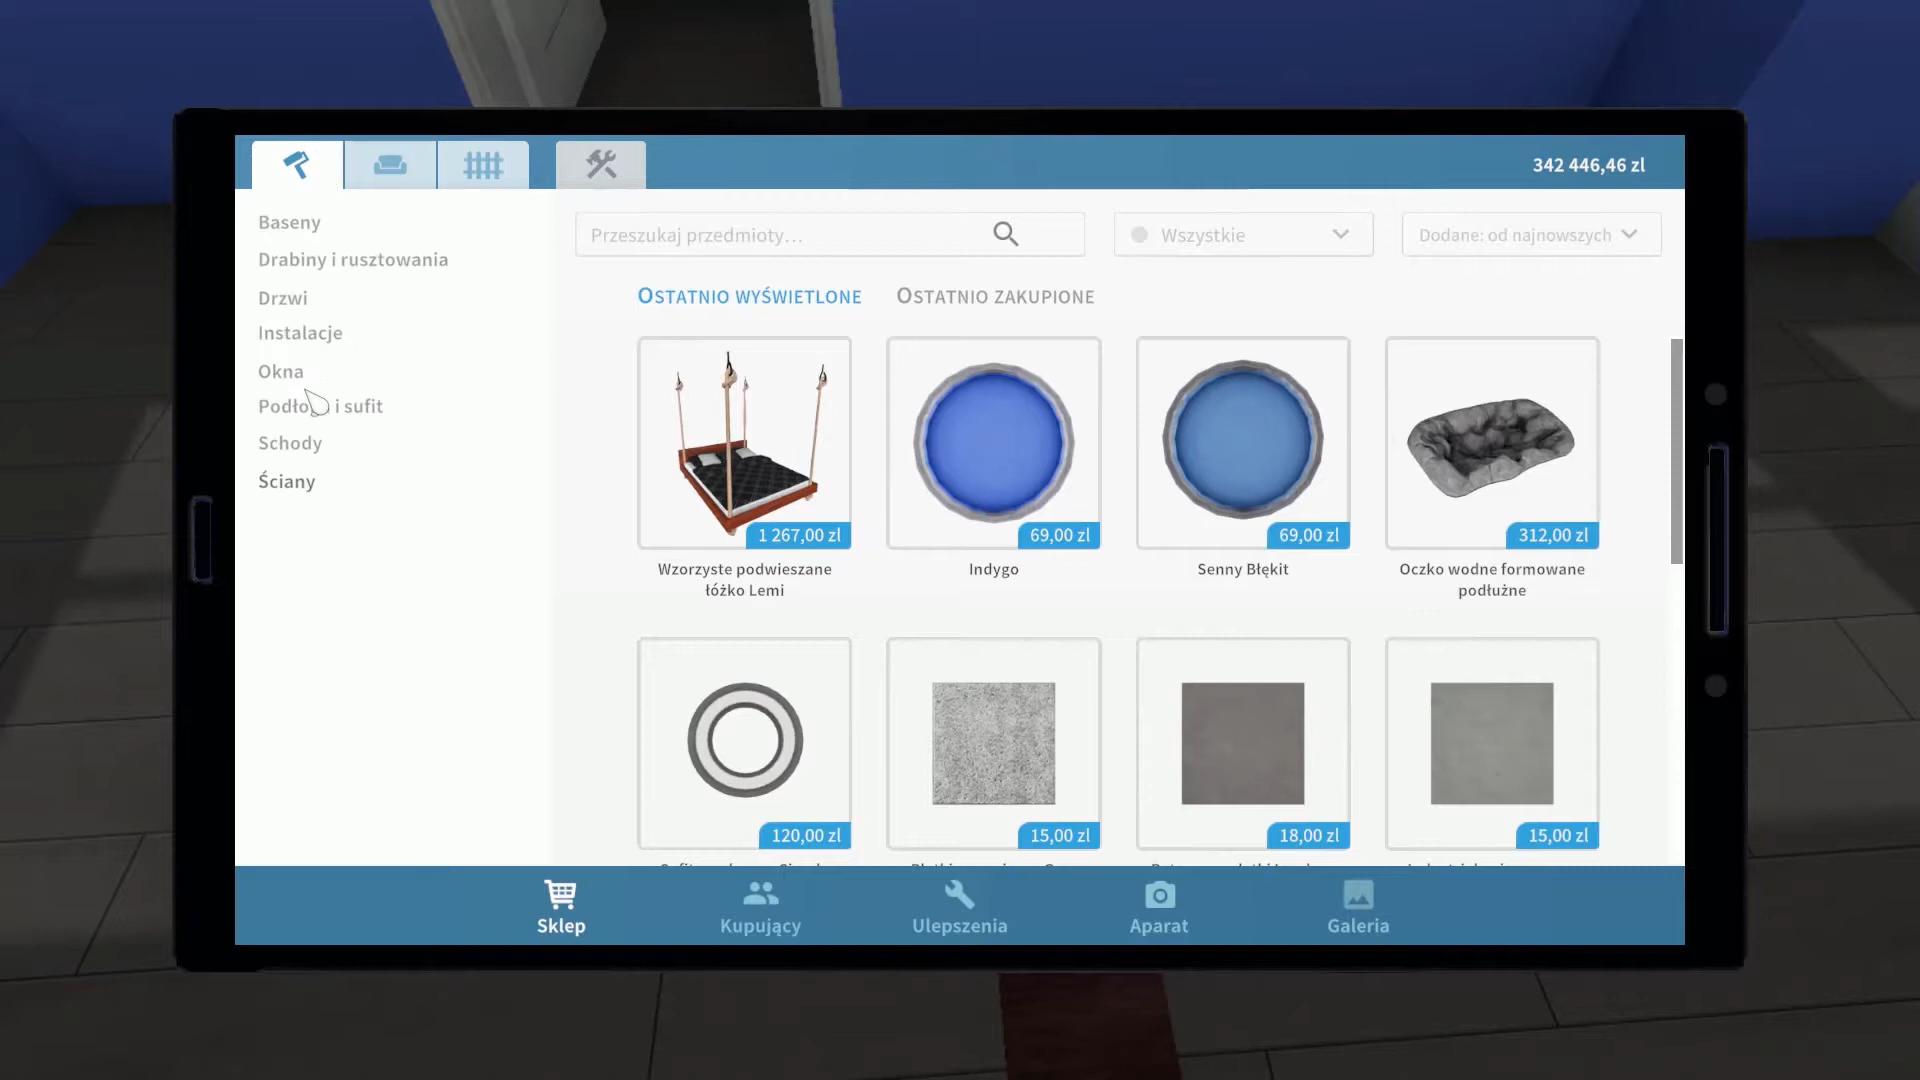 342 446,46 zl
Baseny
Drabiny i rusztowania
Drzwi
Instalacje
Okna
i sufit
Schody
Ściany
Przeszukaj przedmioty...
Wszystkie
Dodane: od najnowszych
OSTATNIO WYŚWIETLONE
OSTATNIO ZAKUPIONE
1 267,00 zl
69,00 zl
69,00 zl
312,00 zl
Wzorzyste podwieszane
łóżko Lemi
Indygo
Senny Błękit
Oczko wodne formowane
podłużne
120,00 zl
15,00 zl
18,00 zl
15,00 zl
Sklep
Kupujący
Ulepszenia
Aparat
Galeria